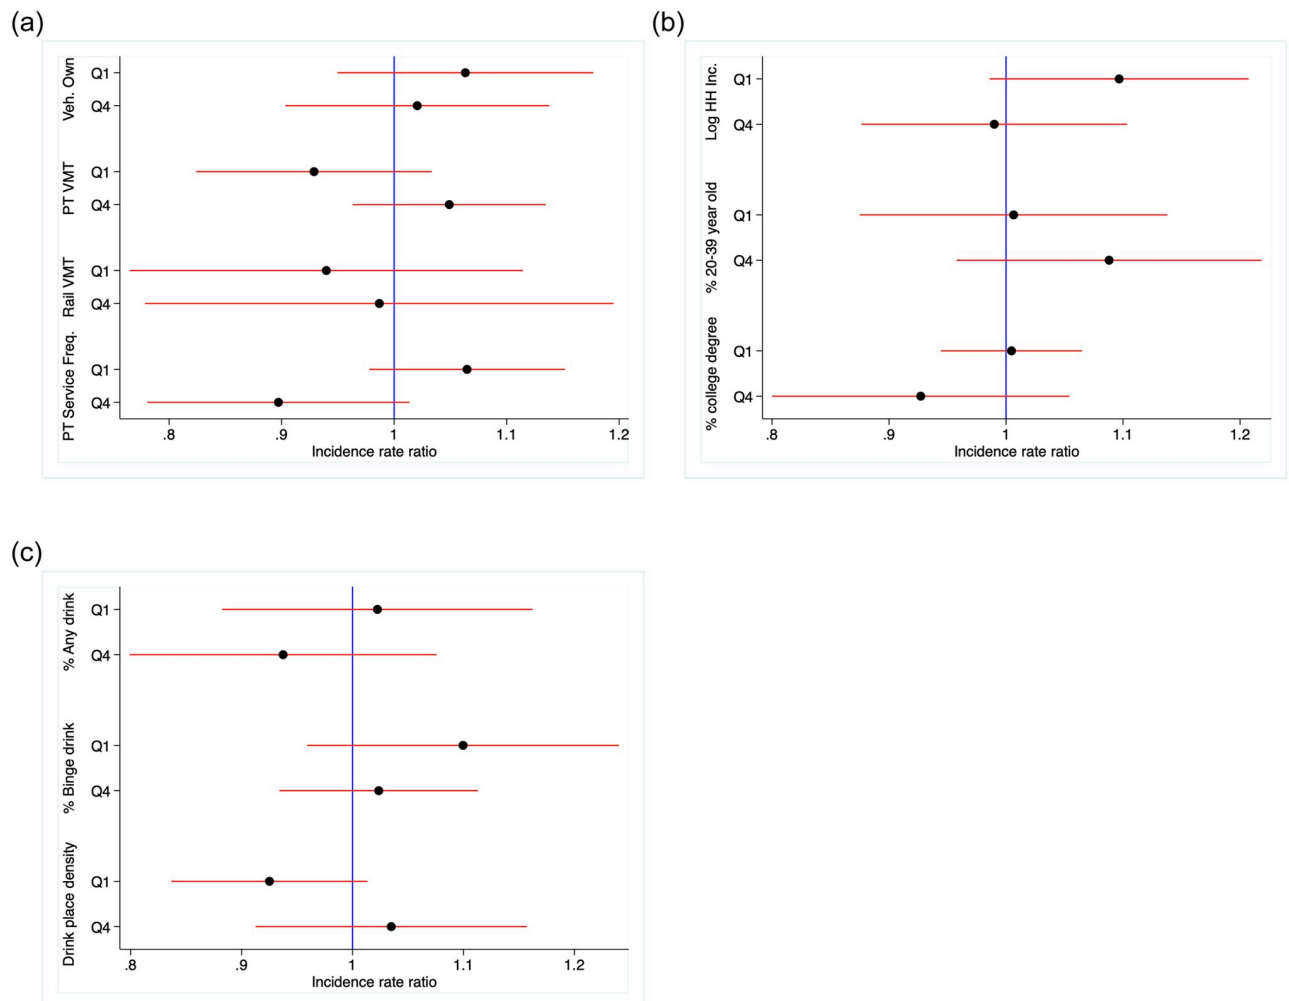 (a)
Veh. Own
Q1
Q4
PT VMT
Q1
Q4
Rail VMT
Q1
Q4
PT Service Freq.
Q1
Q4
.8 .9 1 1.1 1.2
Incidence rate ratio
(b)
Log HH Inc.
Q1
Q4
% 20-39 year old
Q1
Q4
% college degree
Q1
Q4
.8 .9 1 1.1 1.2
Incidence rate ratio
(c)
% Any drink
Q1
Q4
% Binge drink
Q1
Q4
Drink place density
Q1
Q4
.8 .9 1 1.1 1.2
Incidence rate ratio